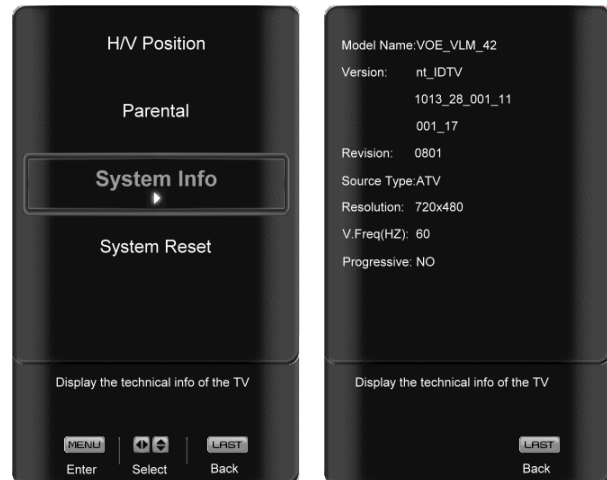 H/V Position
Parental
System Info
System Reset
Display the technical info of the TV
MENU
LAST
Enter
Select
Back
Model Name:VOE_VLM_42
Version: nt_IDTV
1013_28_001_11
001_17
Revision: 0801
Source Type:ATV
Resolution: 720x480
V.Freq(HZ): 60
Progressive: NO
Display the technical info of the TV
LAST
Back